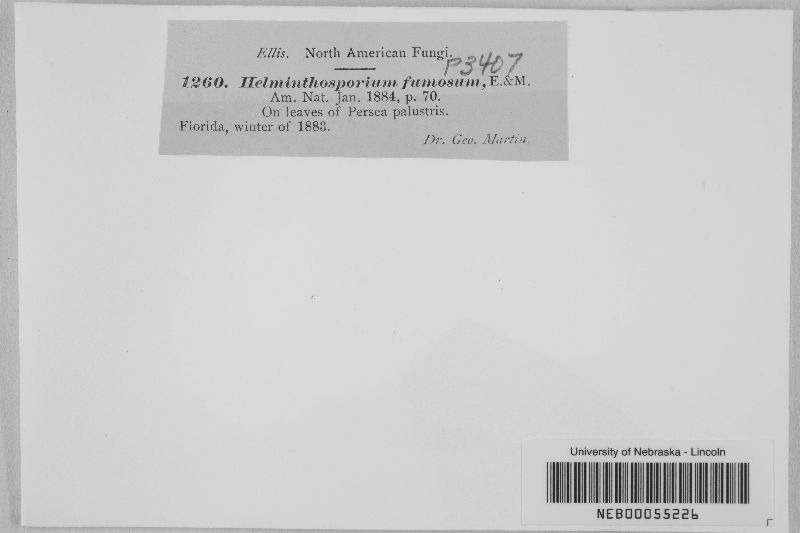 Ellis. North American Fungi.
P3407
1260. Helminthosporium fumosum, E.&M.
Am. Nat. Jan. 1884, p. 70.
On leaves of Persea palustris.
Florida, winter of 1883.
Dr. Geo. Martin.
University of Nebraska - Lincoln
NEB00055226